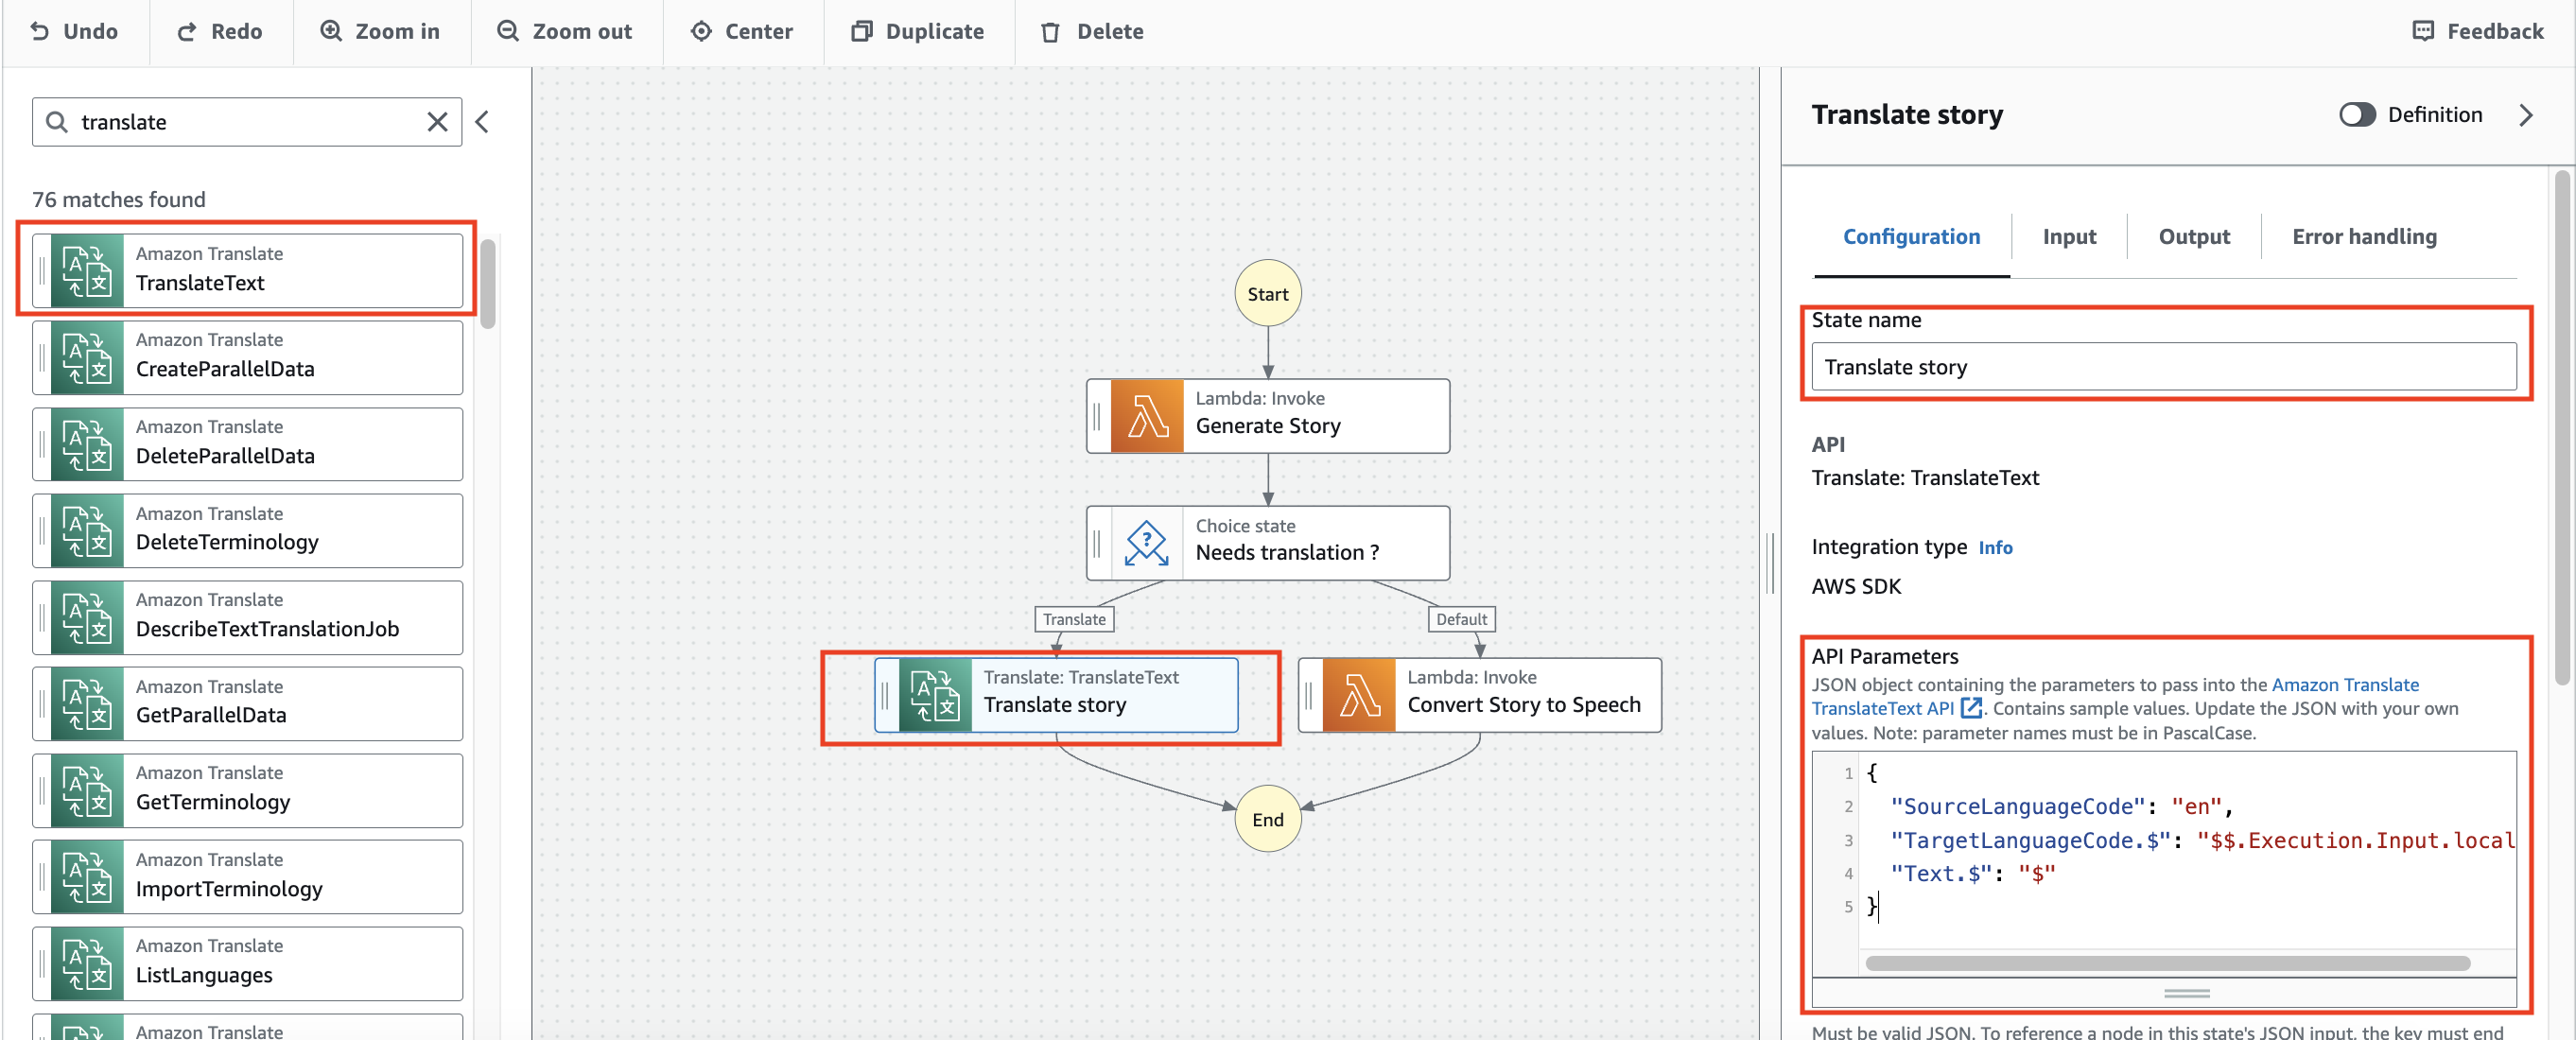 Undo
Redo
Zoom in
Zoom out
Center
Duplicate
Delete
Feedback
translate
76 matches found
Amazon Translate
TranslateText
Amazon Translate
CreateParallelData
Amazon Translate
DeleteParallelData
Amazon Translate
DeleteTerminology
Amazon Translate
DescribeTextTranslationJob
Amazon Translate
GetParallelData
Amazon Translate
GetTerminology
Amazon Translate
ImportTerminology
Amazon Translate
ListLanguages
Amazon Translate
Start
Lambda: Invoke
Generate Story
Choice state
Needs translation ?
Translate
Default
Translate: TranslateText
Translate story
Lambda: Invoke
Convert Story to Speech
End
Translate story
Definition
Configuration
Input
Output
Error handling
State name
Translate story
API
Translate: TranslateText
Integration type Info
AWS SDK
API Parameters
JSON object containing the parameters to pass into the Amazon Translate
TranslateText API . Contains sample values. Update the JSON with your own
values. Note: parameter names must be in PascalCase.
1 {
2 "SourceLanguageCode": "en",
3 "TargetLanguageCode.$": "$$.Execution.Input.local
4 "Text.$": "$"
5 }
Must be valid JSON. To reference a node in this state's JSON input, the key must end